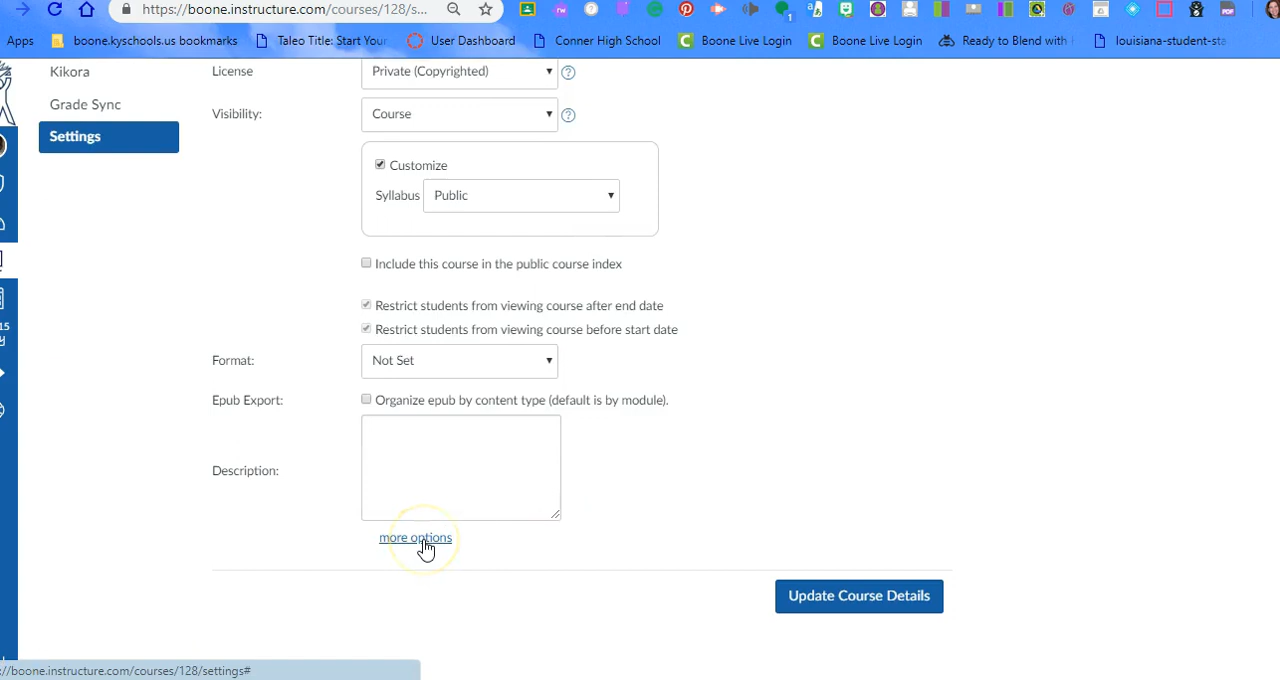 https://boone.instructure.com/courses/128/s...
Apps boone.kyschools.us bookmarks Taleo Title: Start Your User Dashboard Conner High School Boone Live Login Boone Live Login Ready to Blend with louisiana-student-sta
Kikora
Grade Sync
Settings
License Private (Copyrighted)
Visibility: Course
Customize
Syllabus Public
Include this course in the public course index
Restrict students from viewing course after end date
Restrict students from viewing course before start date
Format: Not Set
Epub Export: Organize epub by content type (default is by module).
Description:
more options
Update Course Details
://boone.instructure.com/courses/128/settings#